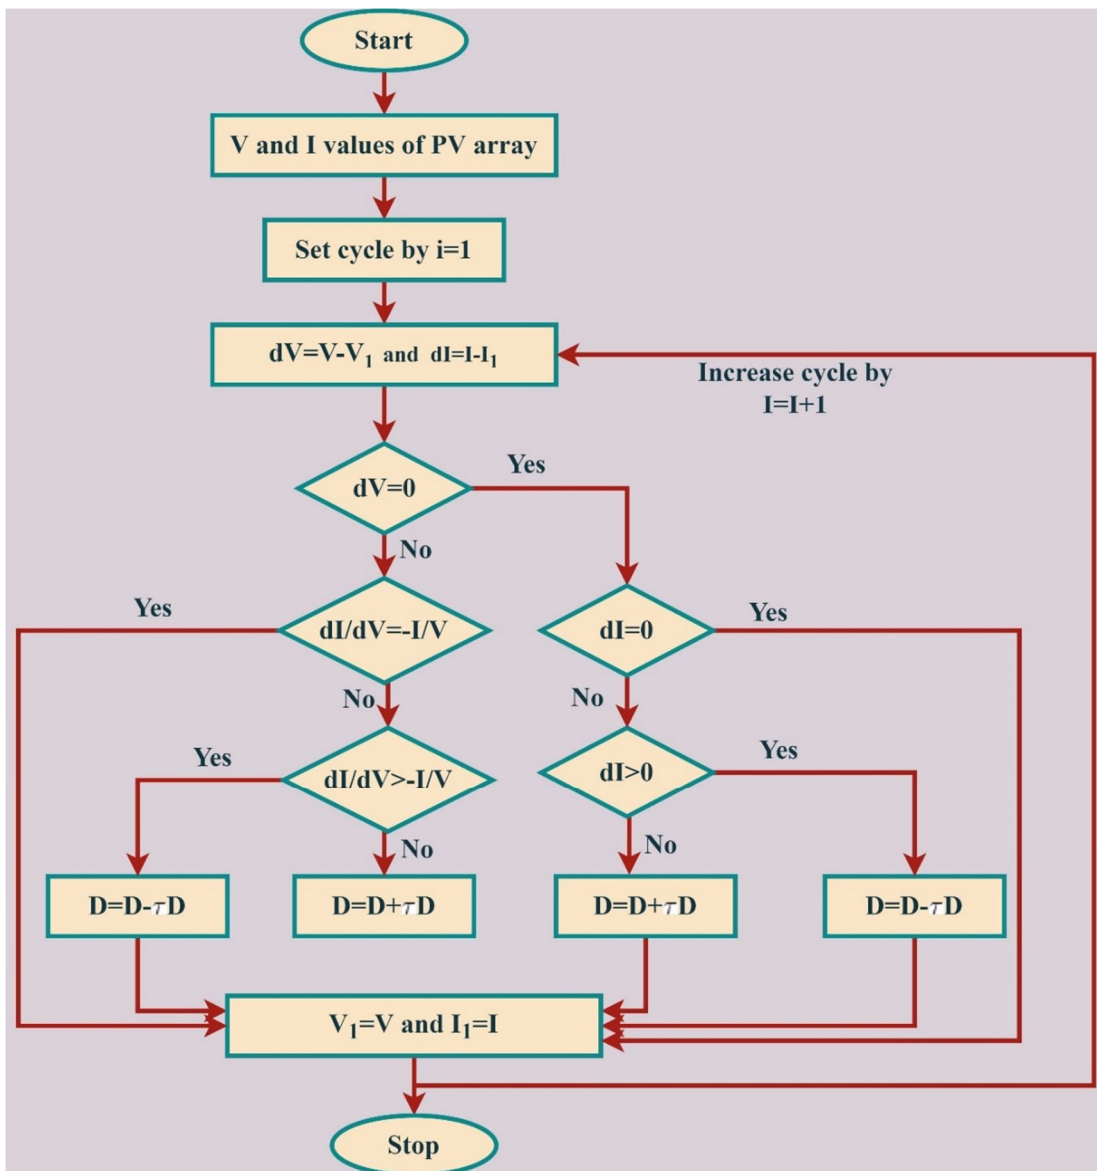 Start
V and I values of PV array
Set cycle by i=1
dV=V-V₁ and dI=I-I₁
Increase cycle by
I=I+1
dV=0
Yes
No
Yes
dI/dV=-I/V
dI=0
Yes
No
No
Yes
dI/dV>-I/V
dI>0
Yes
No
No
D=D-τD
D=D+τD
D=D+τD
D=D-τD
V₁=V and I₁=I
Stop